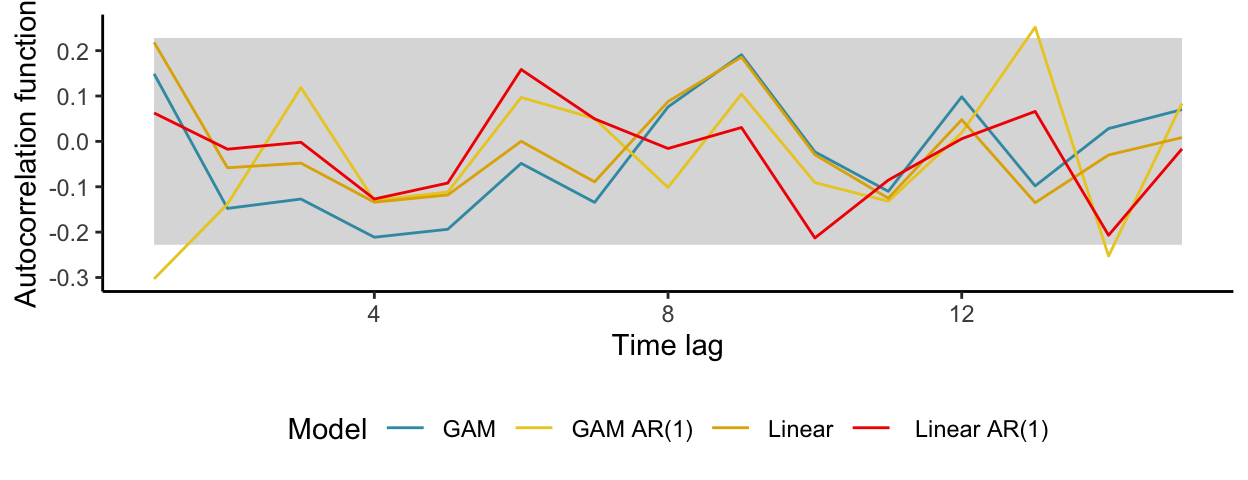 Autocorrelation function
0.2
0.1
0.0
-0.1
-0.2
-0.3
4 8 12
Time lag
Model GAM GAM AR(1) Linear Linear AR(1)